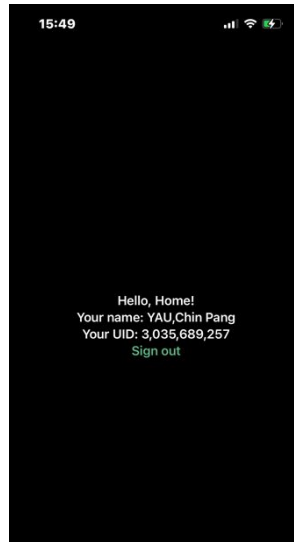 15:49
Hello, Home!
Your name: YAU,Chin Pang
Your UID: 3,035,689,257
Sign out